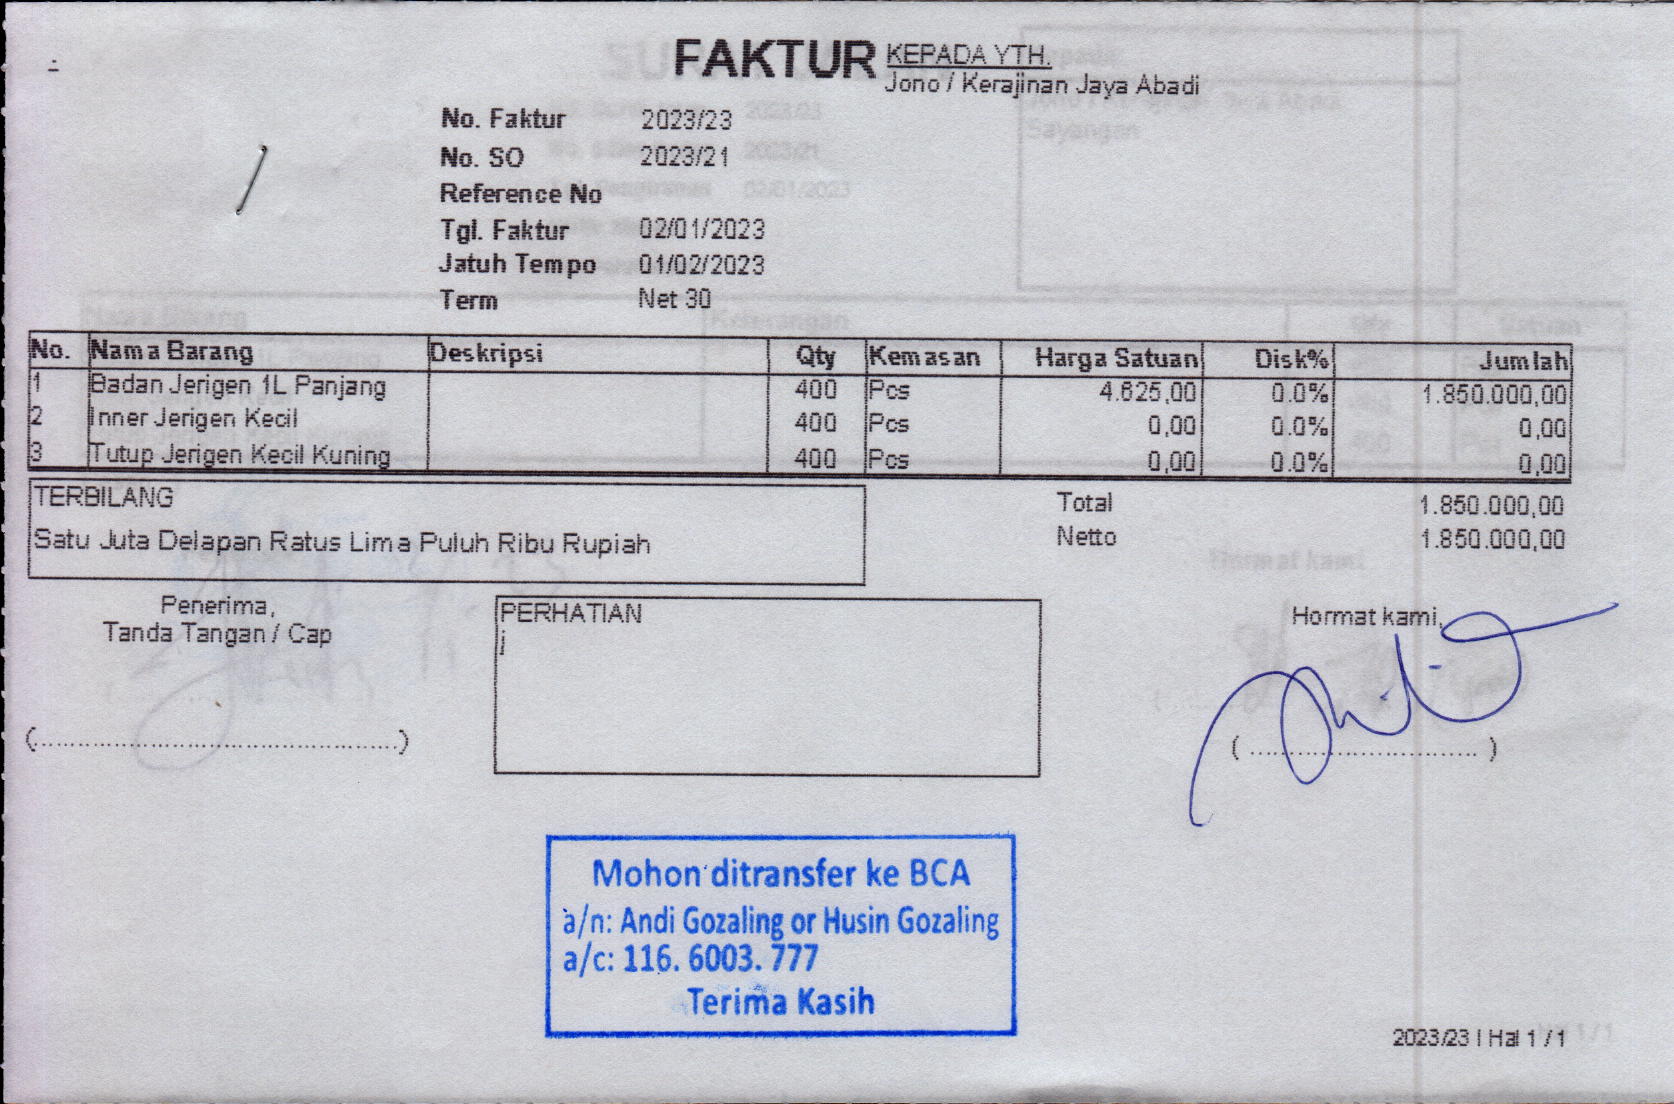 FAKTUR KEPADA YTH.
Jono / Kerajinan Jaya Abadi
No. Faktur 2023/23
No. SO 2023/21
Reference No
Tgl. Faktur 02/01/2023
Jatuh Tempo 01/02/2023
Term Net 30
No. Nama Barang Deskripsi Qty Kemasan Harga Satuan Disk% Jumlah
1 Badan Jerigen 1L Panjang 400 Pcs 4.625,00 0.0% 1.850.000,00
2 Inner Jerigen Kecil 400 Pcs 0,00 0.0% 0,00
3 Tutup Jerigen Kecil Kuning 400 Pcs 0,00 0.0% 0,00
TERBILANG
Satu Juta Delapan Ratus Lima Puluh Ribu Rupiah
Total 1.850.000,00
Netto 1.850.000,00
Penerima,
Tanda Tangan / Cap
PERHATIAN
j
Hormat kami,
(..............................................)
( .............................. )
Mohon ditransfer ke BCA
a/n: Andi Gozaling or Husin Gozaling
a/c: 116. 6003. 777
Terima Kasih
2023/23 | Hal 1 / 1